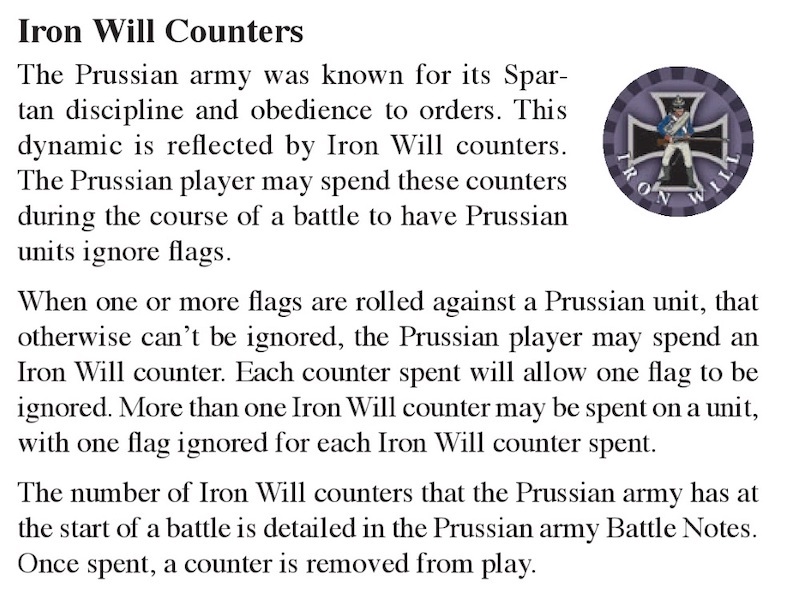 Iron Will Counters
The Prussian army was known for its Spar-
tan discipline and obedience to orders. This
dynamic is reflected by Iron Will counters.
The Prussian player may spend these counters
during the course of a battle to have Prussian
units ignore flags.
IRON WILL
When one or more flags are rolled against a Prussian unit, that
otherwise can’t be ignored, the Prussian player may spend an
Iron Will counter. Each counter spent will allow one flag to be
ignored. More than one Iron Will counter may be spent on a unit,
with one flag ignored for each Iron Will counter spent.
The number of Iron Will counters that the Prussian army has at
the start of a battle is detailed in the Prussian army Battle Notes.
Once spent, a counter is removed from play.